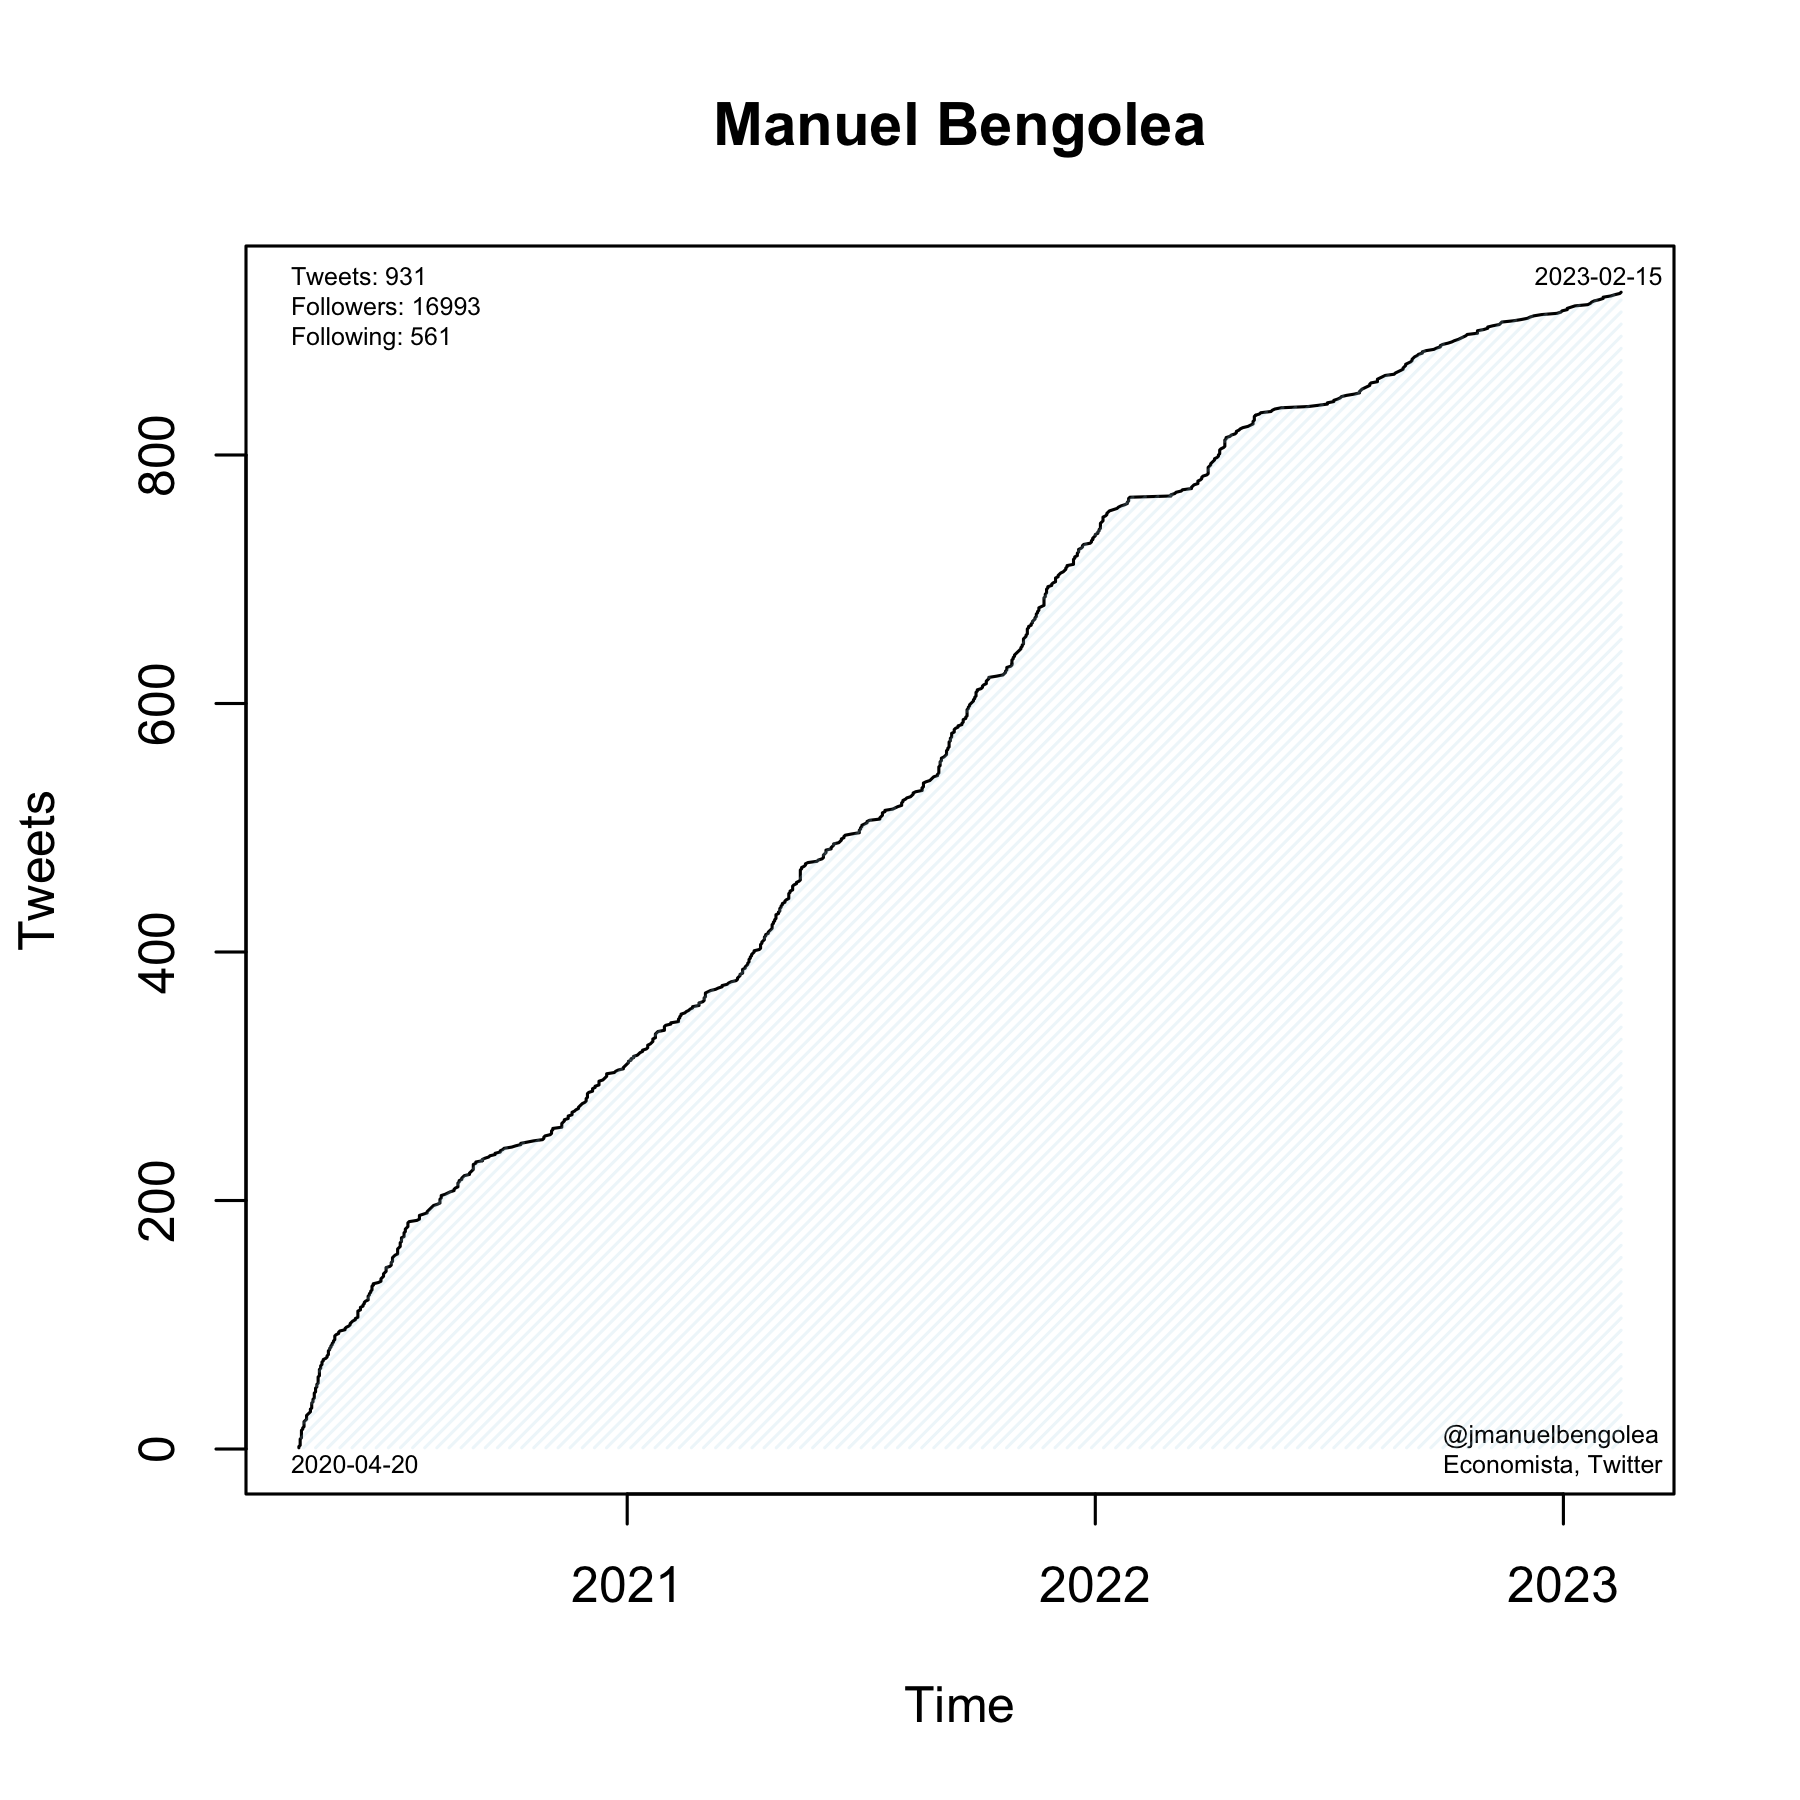 Manuel Bengolea
Tweets: 931
Followers: 16993
Following: 561
2023-02-15
800
600
400
200
0
Tweets
2020-04-20
@jmanuelbengolea
Economista, Twitter
2021
2022
2023
Time